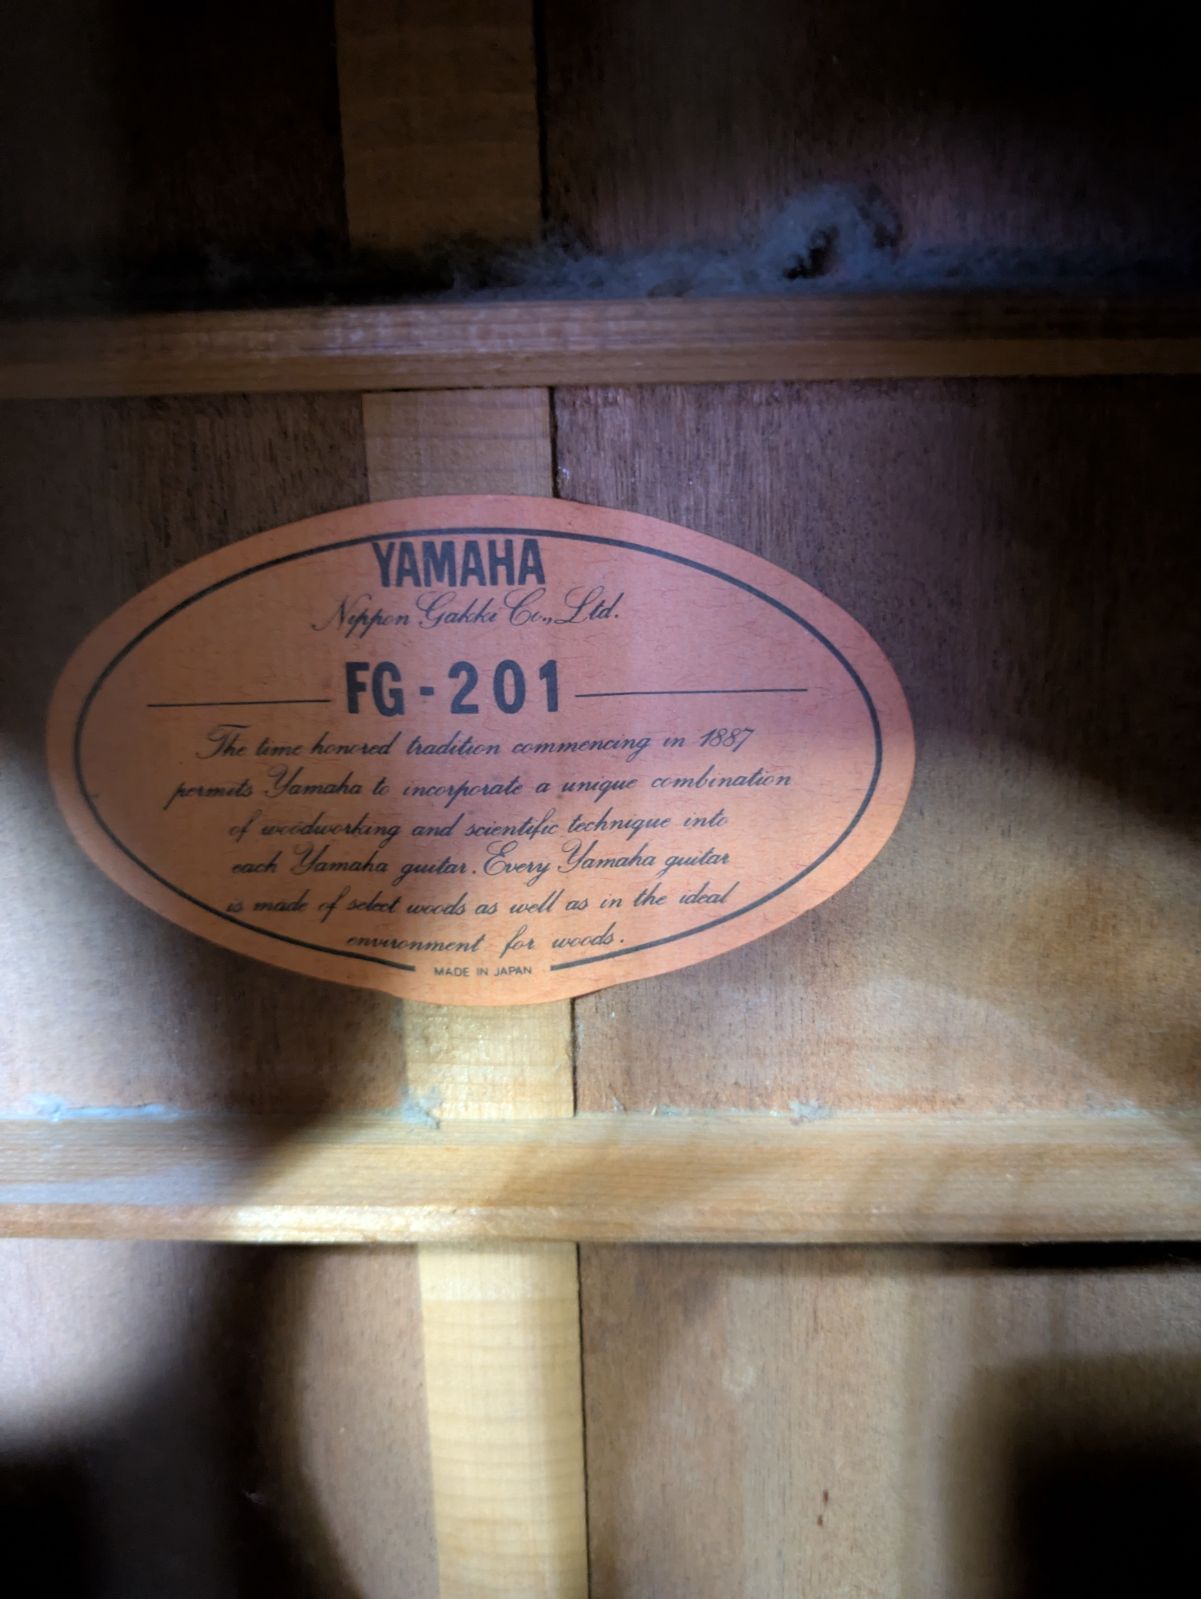 YAMAHA
Nippon Gakki Co., Ltd.
FG-201
The time honored tradition commencing in 1887
permits Yamaha to incorporate a unique combination
of woodworking and scientific technique into
each Yamaha guitar. Every Yamaha guitar
is made of select woods as well as in the ideal
environment for woods.
MADE IN JAPAN